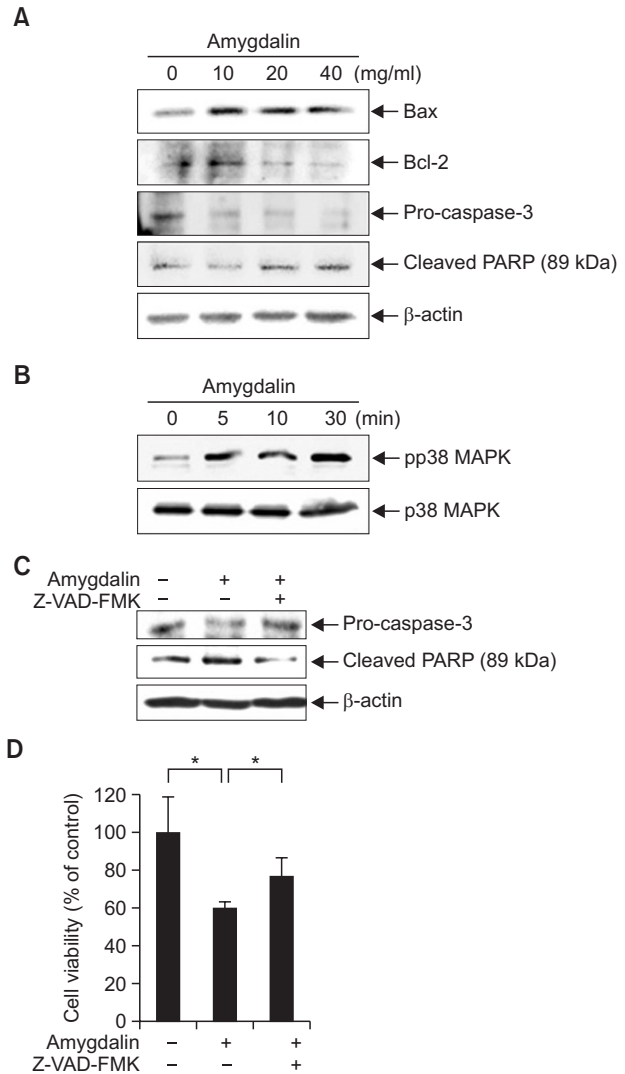 A
Amygdalin
0 10 20 40 (mg/ml)
Bax
Bcl-2
Pro-caspase-3
Cleaved PARP (89 kDa)
β-actin
B
Amygdalin
0 5 10 30 (min)
pp38 MAPK
p38 MAPK
C
Amygdalin – + +
Z-VAD-FMK – – +
Pro-caspase-3
Cleaved PARP (89 kDa)
β-actin
D
* *
Cell viability (% of control)
120
100
80
60
40
20
0
Amygdalin – + +
Z-VAD-FMK – – +